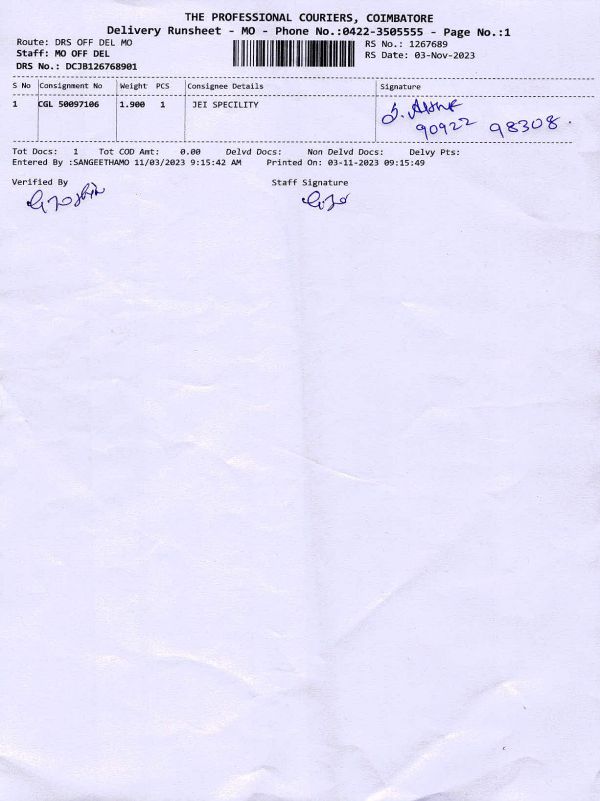 THE PROFESSIONAL COURIERS, COIMBATORE
Delivery Runsheet - MO - Phone No.:0422-3505555 - Page No.:1
Route: DRS OFF DEL MO
RS No.: 1267689
Staff: MO OFF DEL
RS Date: 03-Nov-2023
DRS No.: DCJB126768901
S No Consignment No Weight PCS Consignee Details Signature
1 CGL 50097106 1.900 1 JEI SPECILITY
90922 98308.
Tot Docs: 1 Tot COD Amt: 0.00 Delvd Docs: Non Delvd Docs: Delvy Pts:
Entered By :SANGEETHAMO 11/03/2023 9:15:42 AM Printed On: 03-11-2023 09:15:49
Verified By Staff Signature